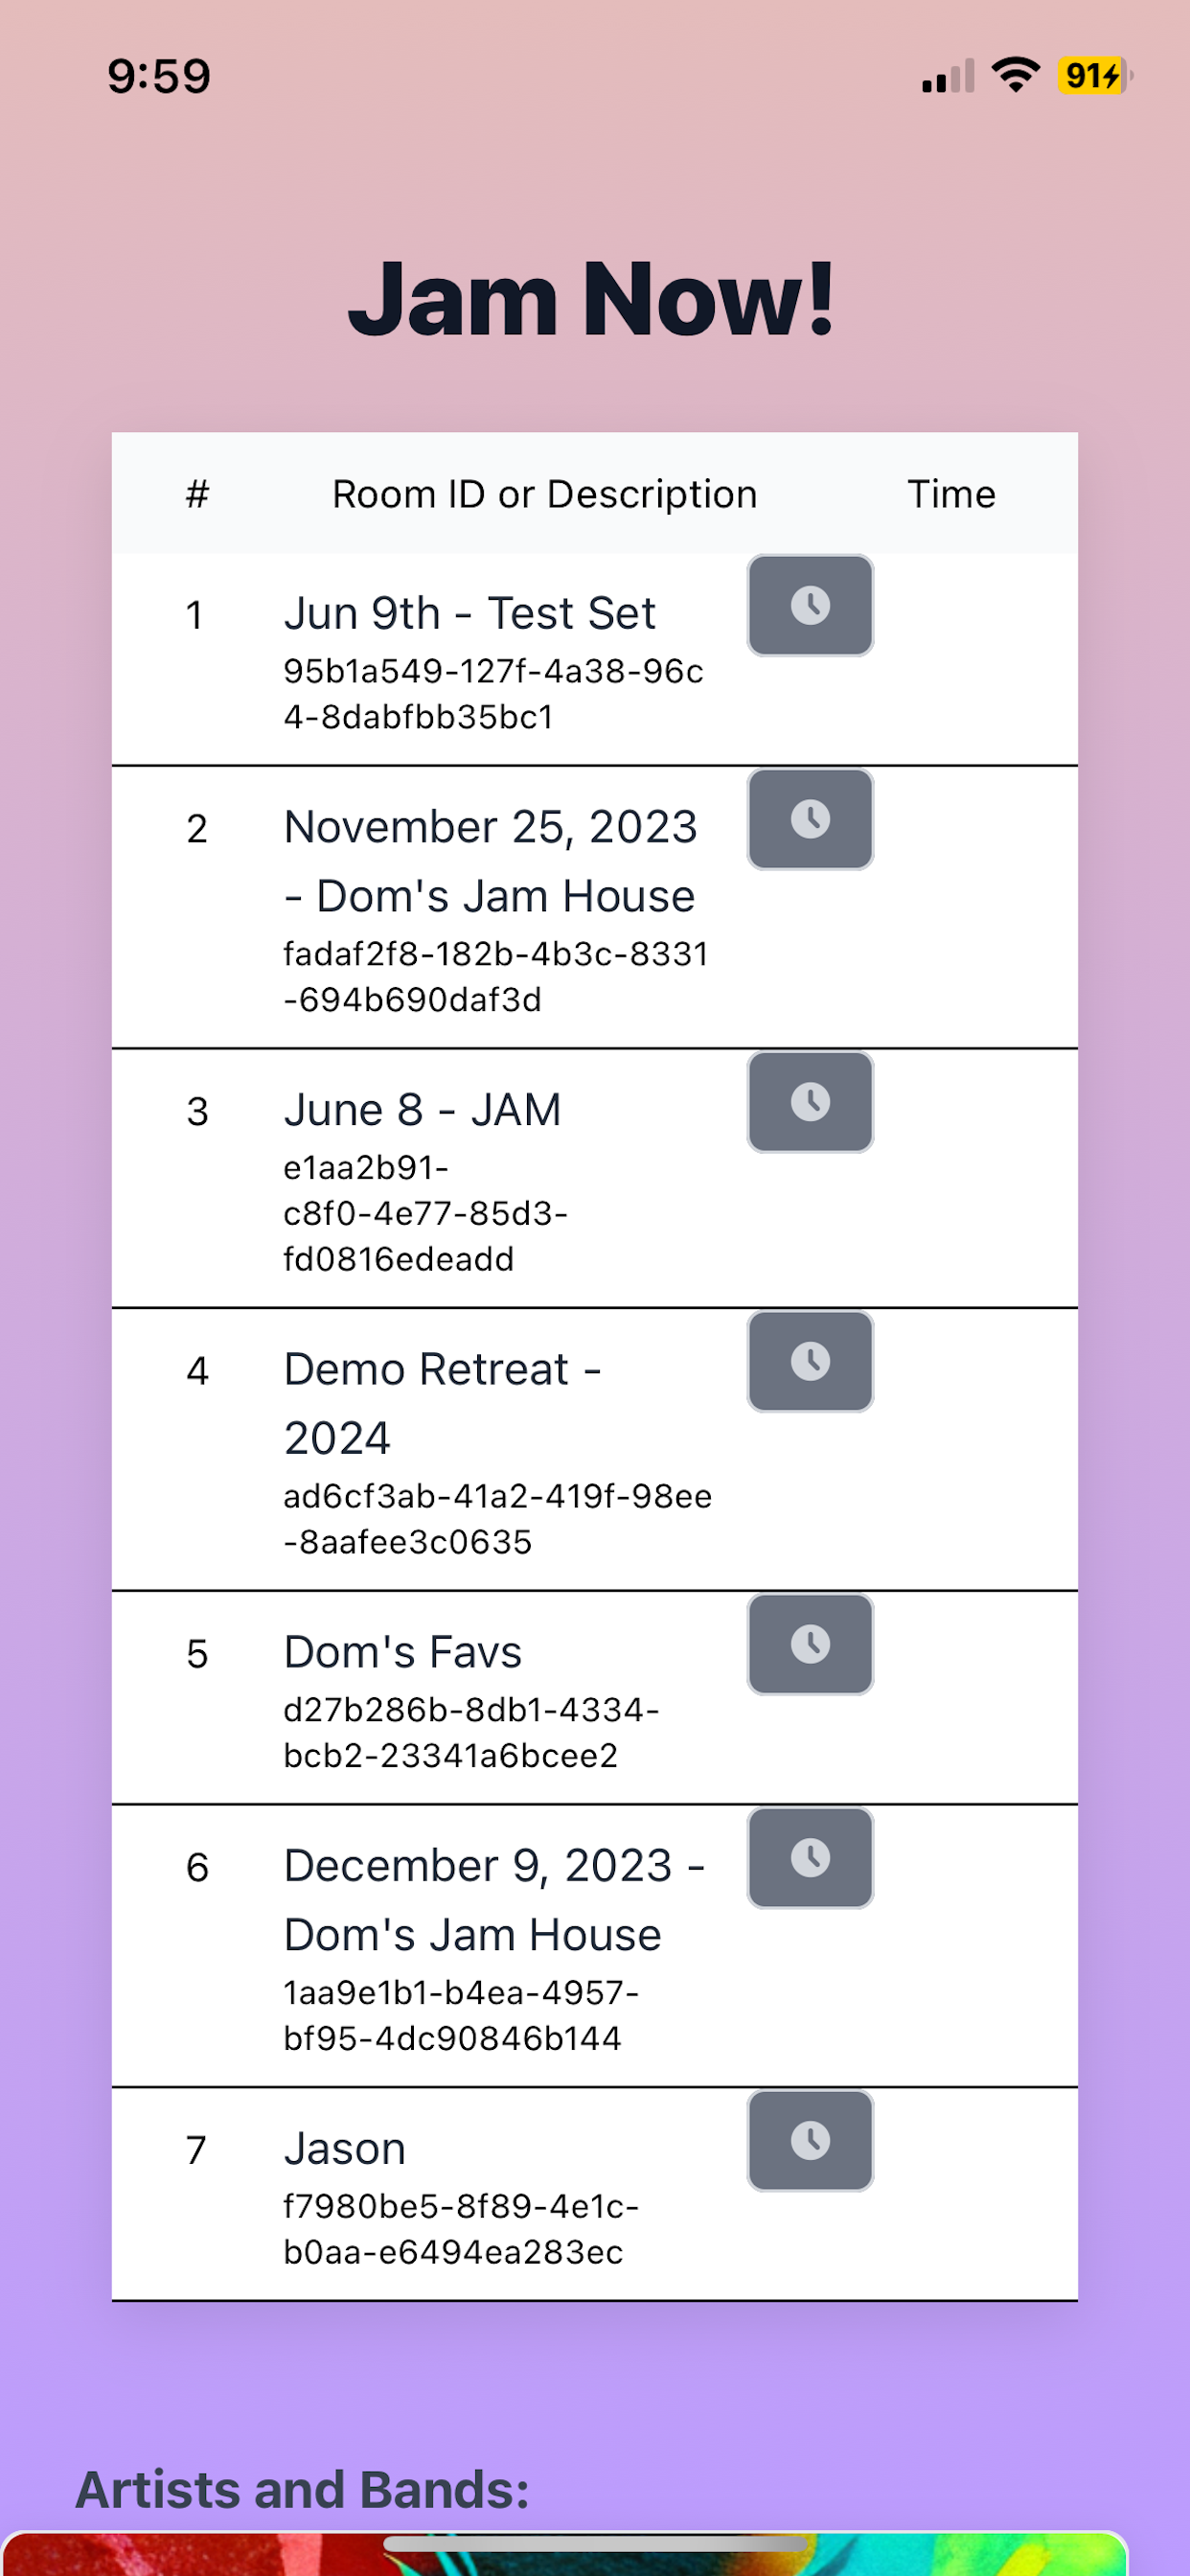 9:59
91
Jam Now!
# Room ID or Description Time
1 Jun 9th - Test Set
95b1a549-127f-4a38-96c
4-8dabfbb35bc1
2 November 25, 2023
- Dom's Jam House
fadaf2f8-182b-4b3c-8331
-694b690daf3d
3 June 8 - JAM
e1aa2b91-
c8f0-4e77-85d3-
fd0816edeadd
4 Demo Retreat -
2024
ad6cf3ab-41a2-419f-98ee
-8aafee3c0635
5 Dom's Favs
d27b286b-8db1-4334-
bcb2-23341a6bcee2
6 December 9, 2023 -
Dom's Jam House
1aa9e1b1-b4ea-4957-
bf95-4dc90846b144
7 Jason
f7980be5-8f89-4e1c-
b0aa-e6494ea283ec
Artists and Bands: